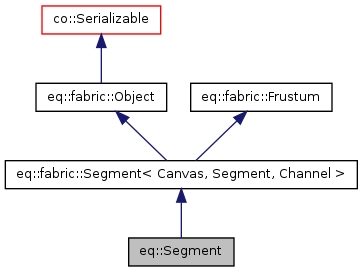 co::Serializable
eq::fabric::Object
eq::fabric::Frustum
eq::fabric::Segment< Canvas, Segment, Channel >
eq::Segment